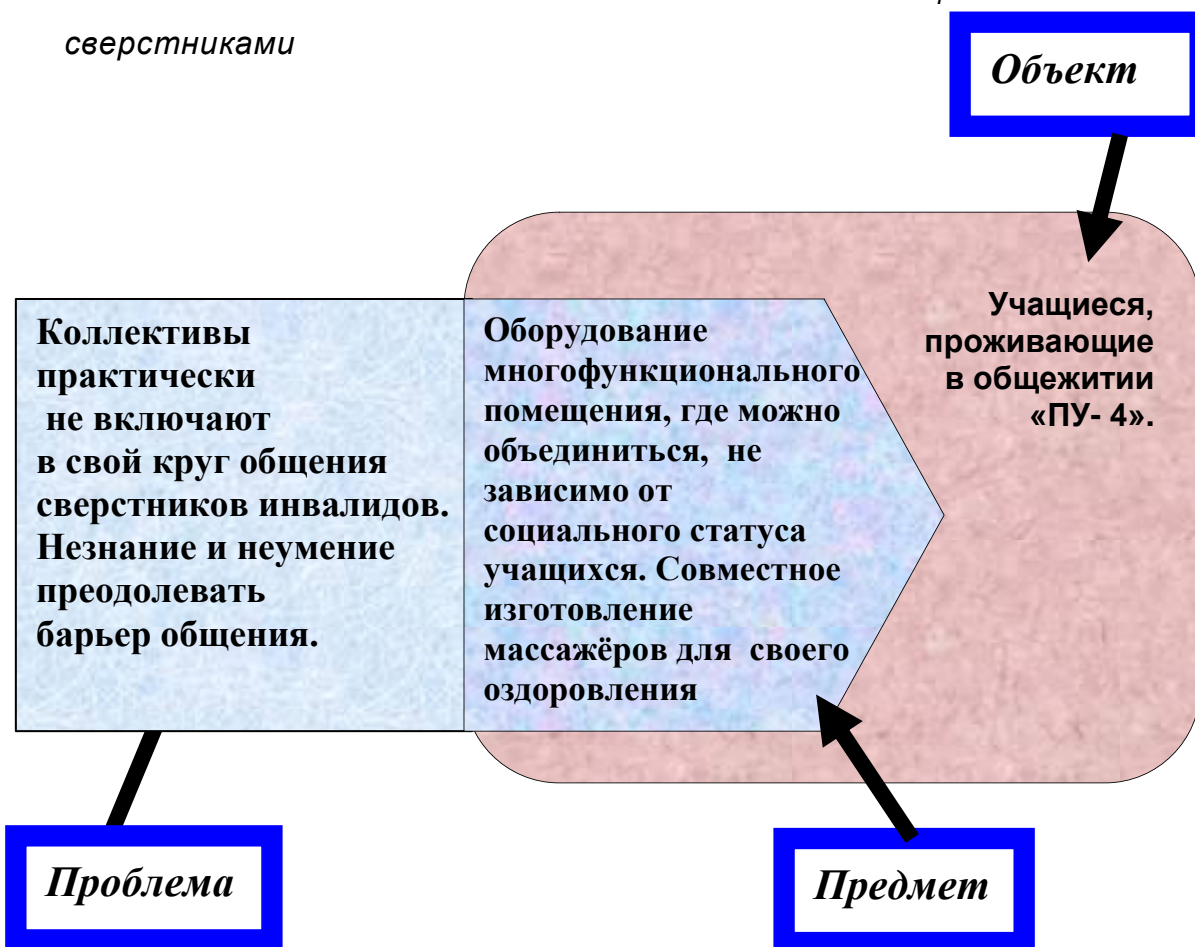 сверстниками
Объект
Учащиеся,
проживающие
в общежитии
«ПУ- 4».
Коллективы
практически
не включают
в свой круг общения
сверстников инвалидов.
Незнание и неумение
преодолевать
барьер общения.
Оборудование
многофункционального
помещения, где можно
объединиться, не
зависимо от
социального статуса
учащихся. Совместное
изготовление
массажёров для своего
оздоровления
Проблема
Предмет